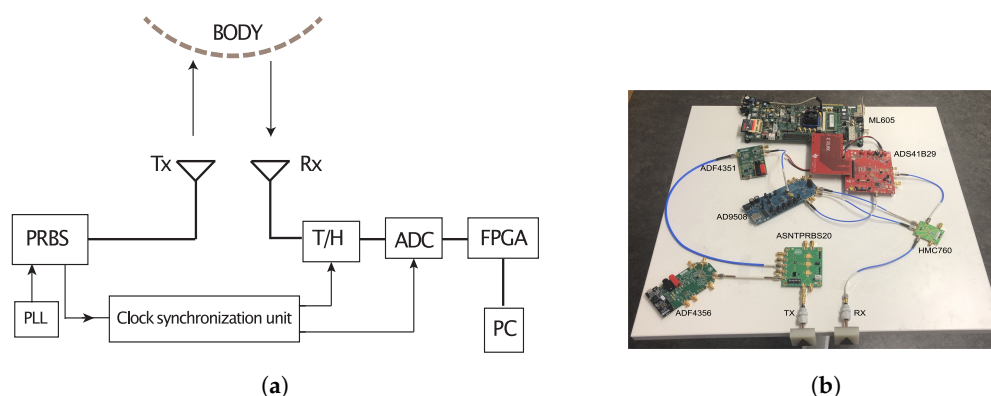 BODY
Tx
Rx
PRBS
T/H
ADC
FPGA
PLL
Clock synchronization unit
PC
(a)
ML605
ADS41B29
ADF4351
AD9508
ASNTPRBS20
HMC760
ADF4356
TX
RX
(b)